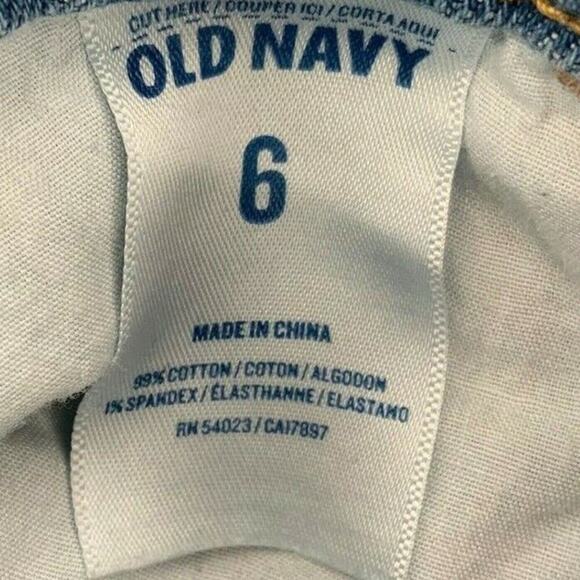 CUT HERE / COUPER ICI / CORTA AQUI
OLD NAVY
6
MADE IN CHINA
99% COTTON / COTON / ALGODON
1% SPANDEX / ÉLASTHANNE / ELASTANO
RN 54023 / CA17897